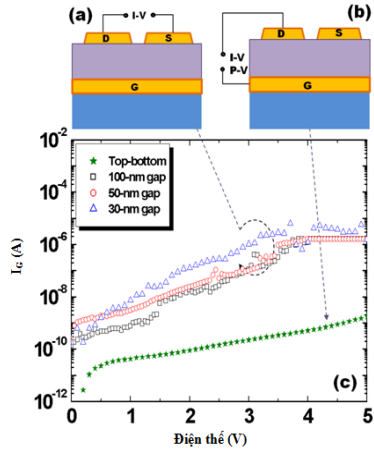 (a)
I-V
D
S
G
(b)
D
S
I-V
P-V
G
10⁻²
10⁻⁴
10⁻⁶
10⁻⁸
10⁻¹⁰
10⁻¹²
I_G (A)
Top-bottom
100-nm gap
50-nm gap
30-nm gap
(c)
0 1 2 3 4 5
Điện thế (V)